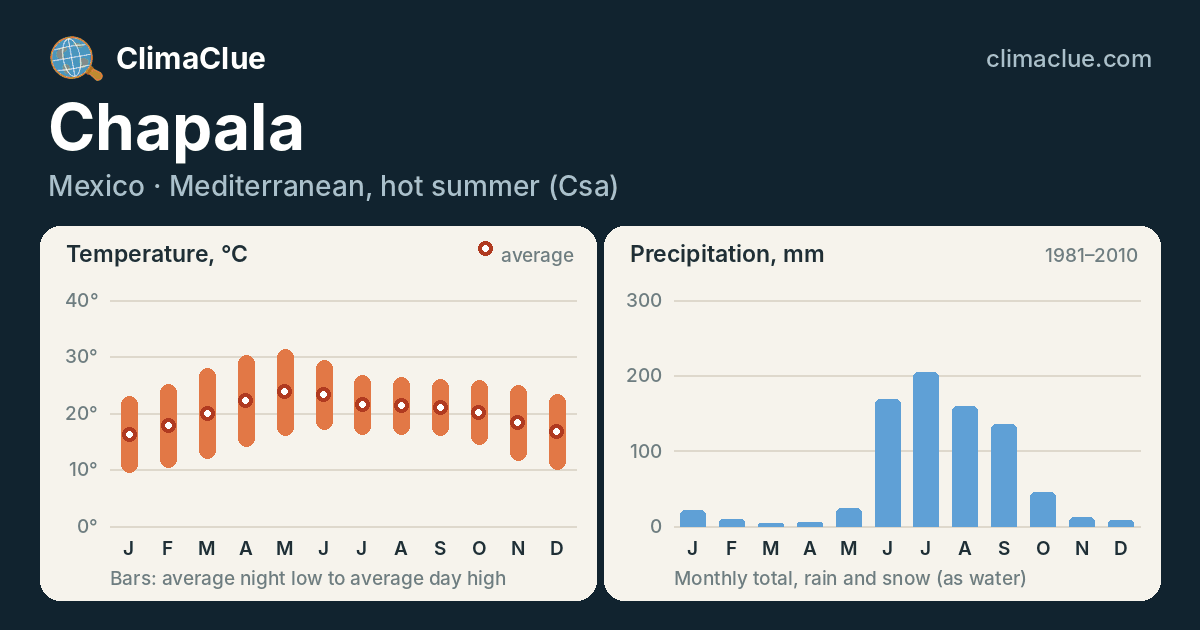 ClimaClue
climaclue.com
Chapala
Mexico · Mediterranean, hot summer (Csa)
Temperature, °C
average
40°
30°
20°
10°
0°
J F M A M J J A S O N D
Bars: average night low to average day high
Precipitation, mm
1981–2010
300
200
100
0
J F M A M J J A S O N D
Monthly total, rain and snow (as water)